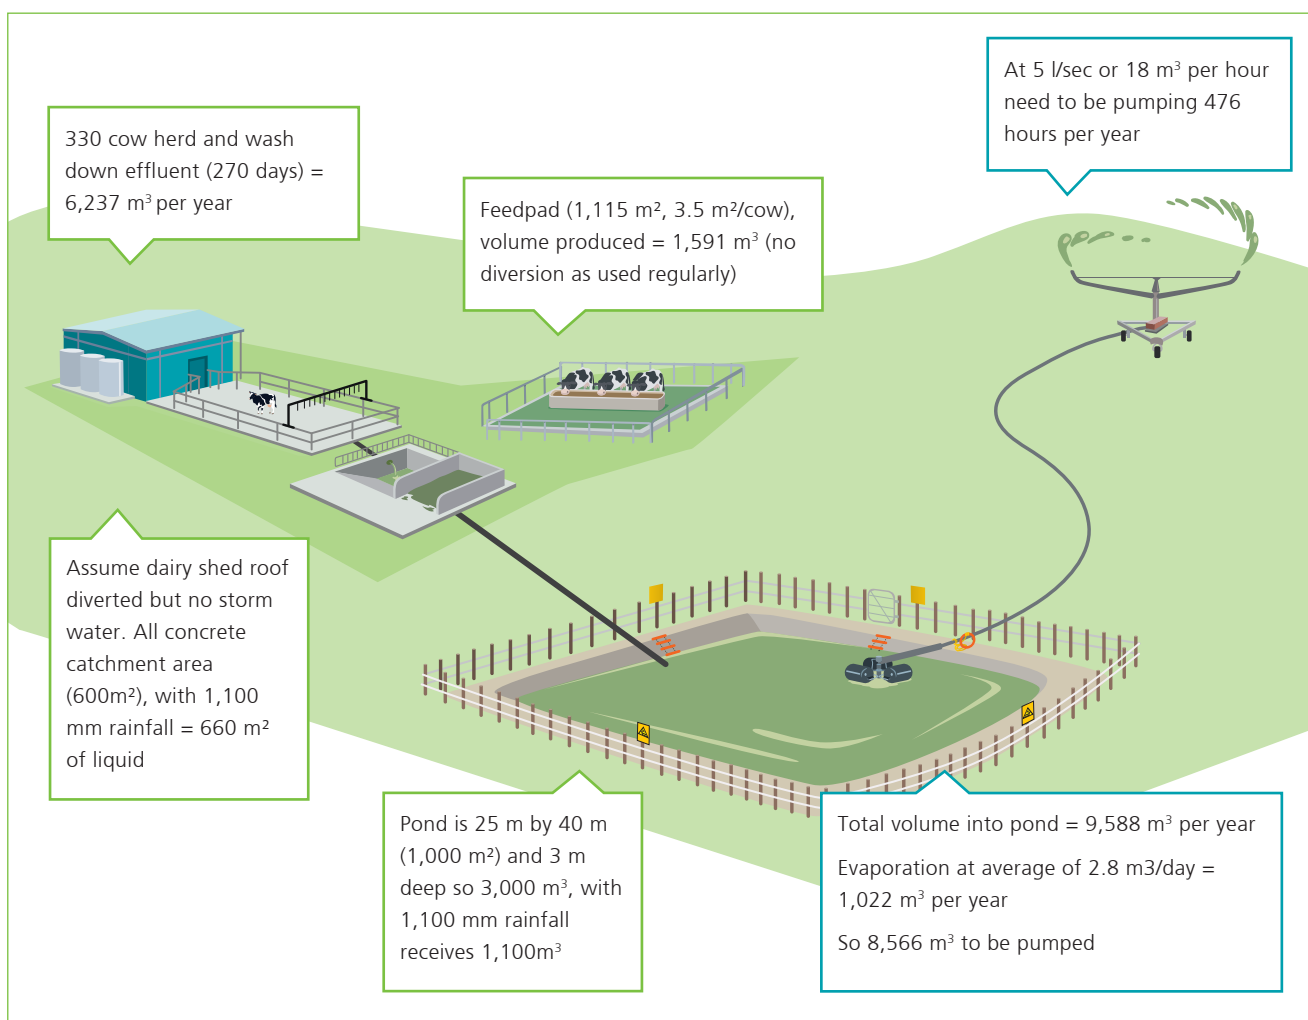 At 5 l/sec or 18 m³ per hour
need to be pumping 476
hours per year
330 cow herd and wash
down effluent (270 days) =
6,237 m³ per year
Feedpad (1,115 m², 3.5 m²/cow),
volume produced = 1,591 m³ (no
diversion as used regularly)
Assume dairy shed roof
diverted but no storm
water. All concrete
catchment area
(600m²), with 1,100
mm rainfall = 660 m²
of liquid
Pond is 25 m by 40 m
(1,000 m²) and 3 m
deep so 3,000 m³, with
1,100 mm rainfall
receives 1,100m³
Total volume into pond = 9,588 m³ per year
Evaporation at average of 2.8 m3/day =
1,022 m³ per year
So 8,566 m³ to be pumped